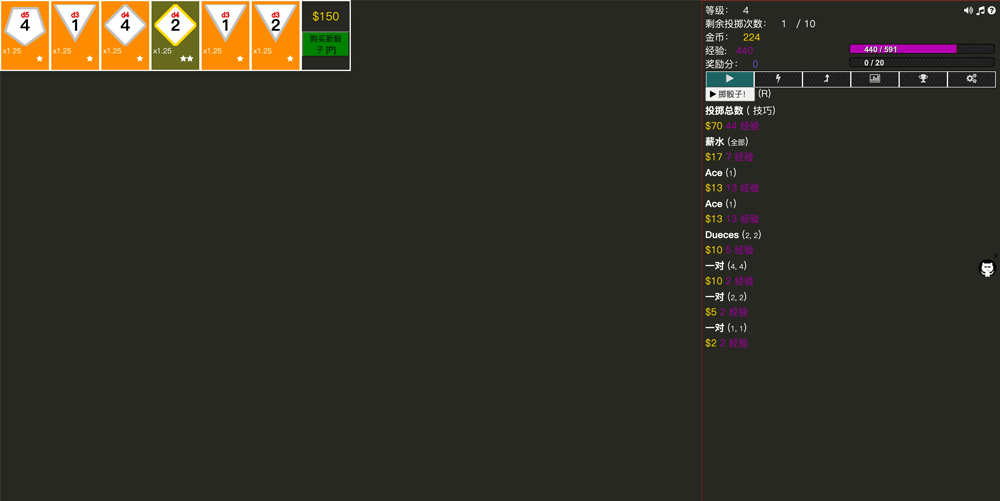 d5
4
x1.25
d3
1
x1.25
d4
4
x1.25
d4
2
x1.25
d3
1
x1.25
d3
2
x1.25
$150
购买新骰子 [P]
等级： 4
剩余投掷次数： 1 / 10
金币： 224
经验: 440
440 / 591
奖励分： 0
0 / 20
▶ 掷骰子！ (R)
投掷总数 ( 技巧)
$70 44 经验
薪水 (全部)
$17 7 经验
Ace (1)
$13 13 经验
Ace (1)
$13 13 经验
Dueces (2, 2)
$10 5 经验
一对 (4, 4)
$10 2 经验
一对 (2, 2)
$5 2 经验
一对 (1, 1)
$2 2 经验